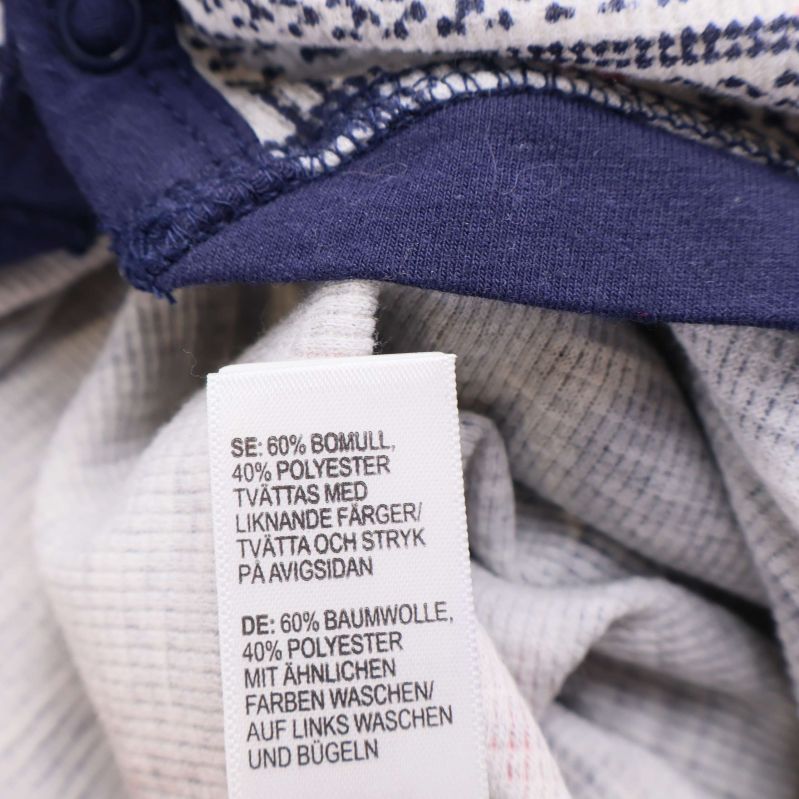 SE: 60% BOMULL,
40% POLYESTER
TVÄTTAS MED
LIKNANDE FÄRGER/
TVÄTTA OCH STRYK
PÅ AVIGSIDAN
DE: 60% BAUMWOLLE,
40% POLYESTER
MIT ÄHNLICHEN
FARBEN WASCHEN/
AUF LINKS WASCHEN
UND BÜGELN